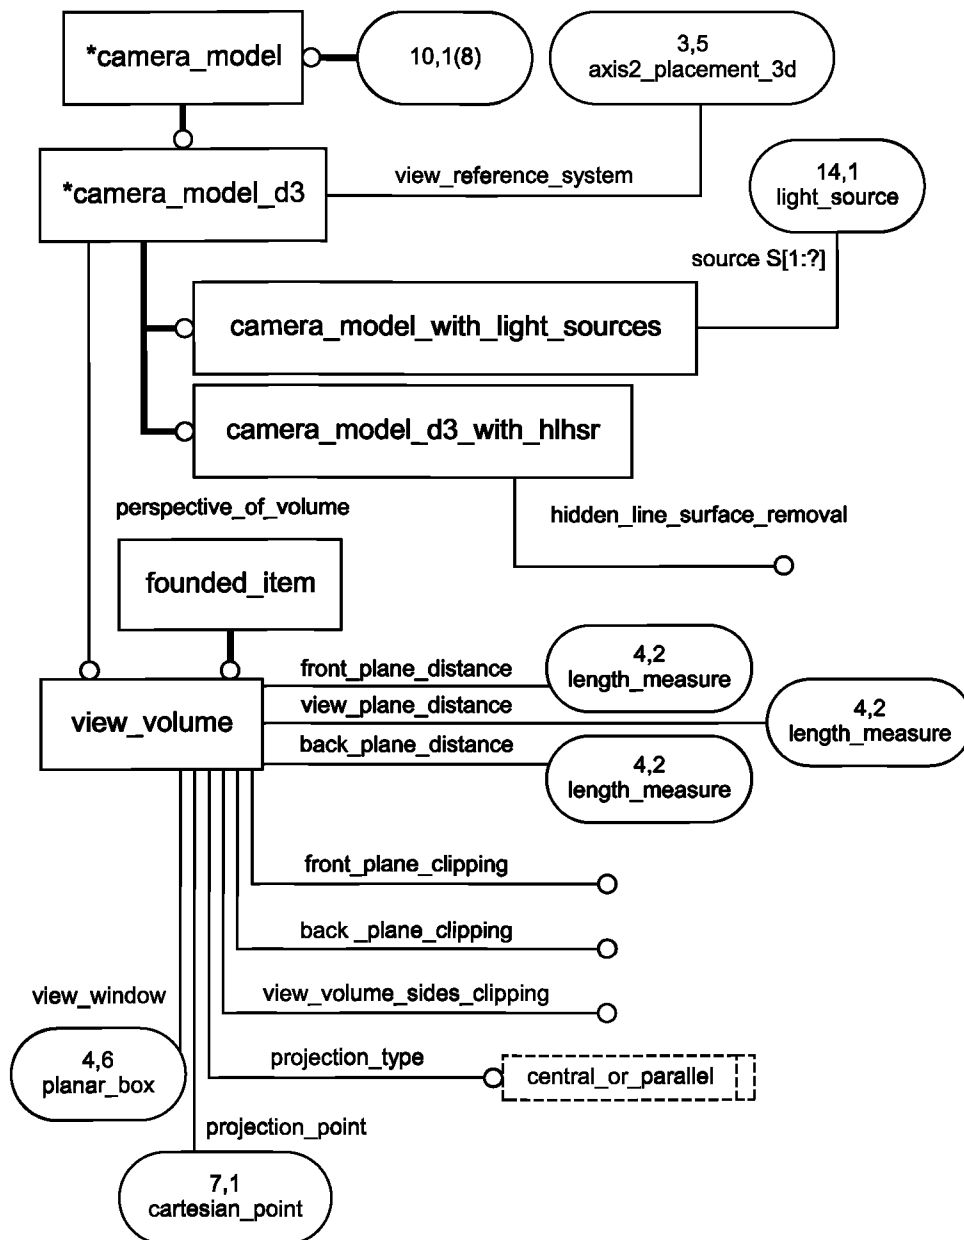 *camera_model
10,1(8)
3,5
axis2_placement_3d
*camera_model_d3
view_reference_system
14,1
light_source
source S[1:?]
camera_model_with_light_sources
camera_model_d3_with_hlhsr
perspective_of_volume
hidden_line_surface_removal
founded_item
front_plane_distance
4,2
length_measure
view_volume
view_plane_distance
4,2
length_measure
back_plane_distance
4,2
length_measure
front_plane_clipping
back _plane_clipping
view_window
view_volume_sides_clipping
4,6
planar_box
projection_type
central_or_parallel
projection_point
7,1
cartesian_point